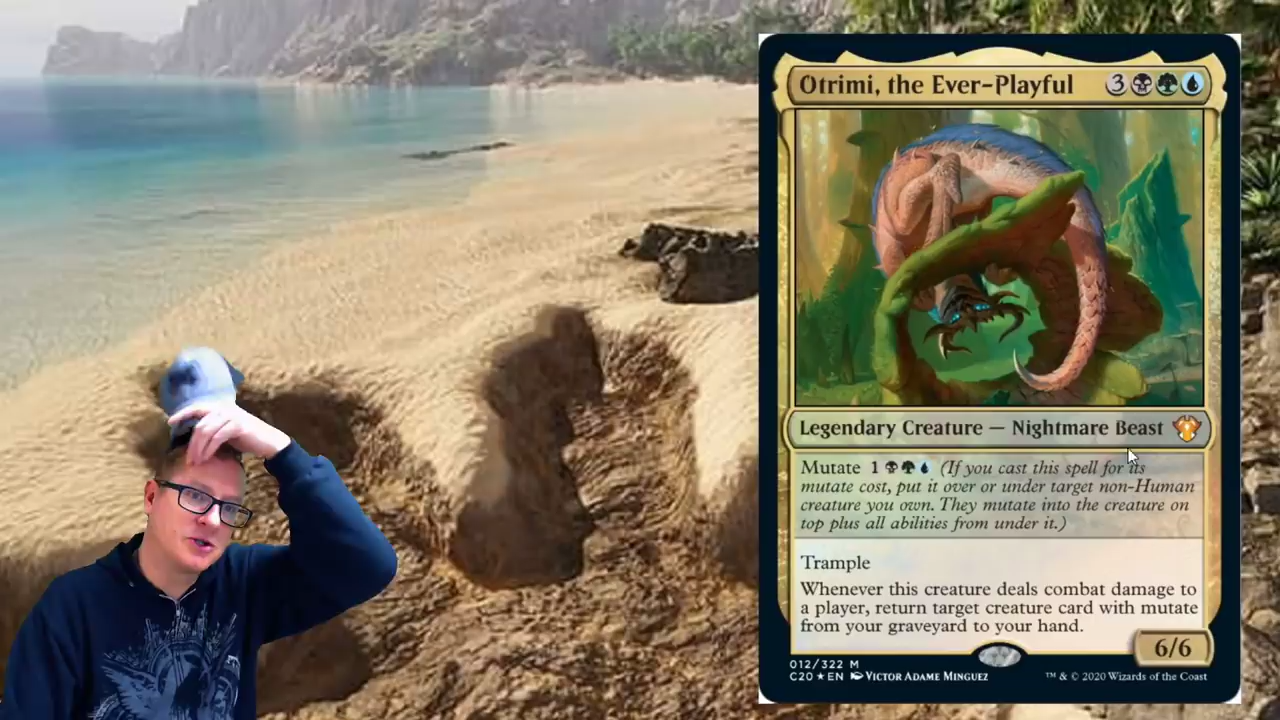 Otrimi, the Ever-Playful 3
Legendary Creature — Nightmare Beast
Mutate 1 (If you cast this spell for its
mutate cost, put it over or under target non-Human
creature you own. They mutate into the creature on
top plus all abilities from under it.)
Trample
Whenever this creature deals combat damage to
a player, return target creature card with mutate
from your graveyard to your hand.
6/6
012/322 M
C20 ★ EN Victor Adame Minguez
™ & © 2020 Wizards of the Coast